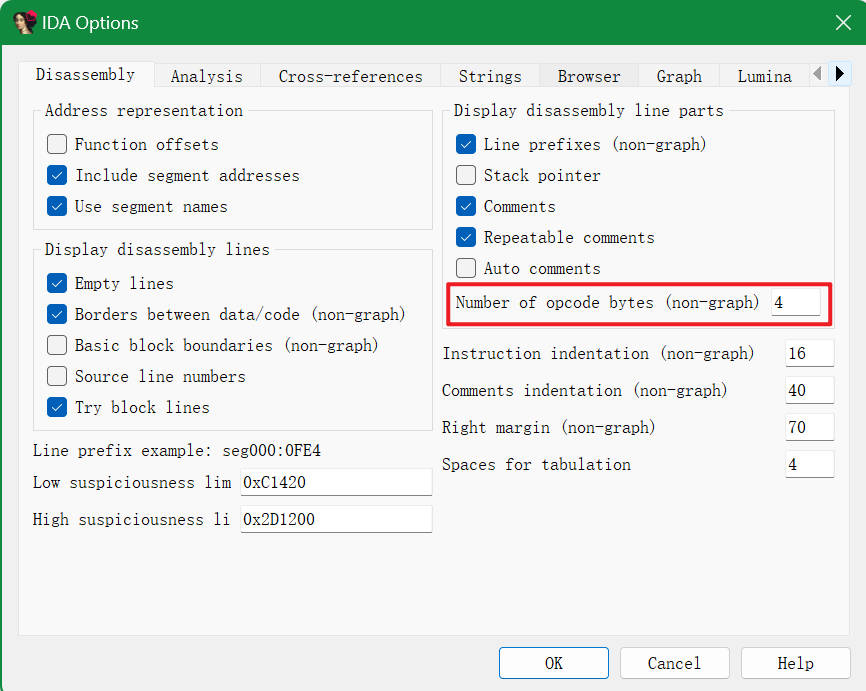 IDA Options
Disassembly Analysis Cross-references Strings Browser Graph Lumina
Address representation
Function offsets
Include segment addresses
Use segment names
Display disassembly lines
Empty lines
Borders between data/code (non-graph)
Basic block boundaries (non-graph)
Source line numbers
Try block lines
Line prefix example: seg000:0FE4
Low suspiciousness lim 0xC1420
High suspiciousness li 0x2D1200
Display disassembly line parts
Line prefixes (non-graph)
Stack pointer
Comments
Repeatable comments
Auto comments
Number of opcode bytes (non-graph) 4
Instruction indentation (non-graph) 16
Comments indentation (non-graph) 40
Right margin (non-graph) 70
Spaces for tabulation 4
OK Cancel Help